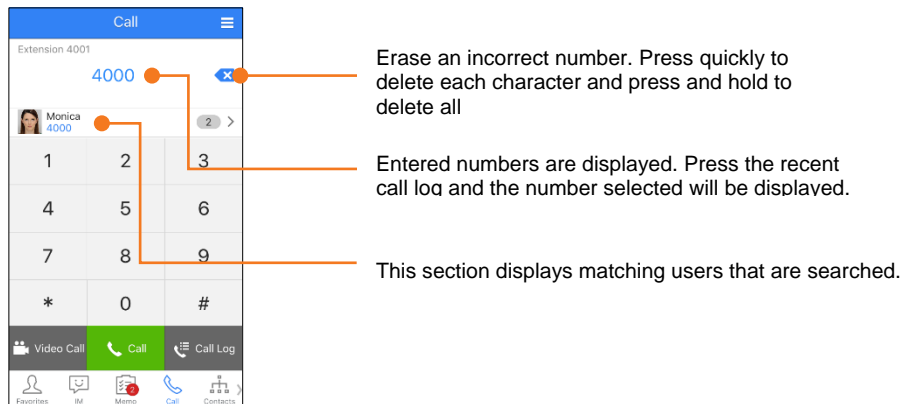 Call
Extension 4001
4000
Monica
4000
2
1 2 3
4 5 6
7 8 9
* 0 #
Video Call Call Call Log
2
Favorites IM Memo Call Contacts
Erase an incorrect number. Press quickly to
delete each character and press and hold to
delete all
Entered numbers are displayed. Press the recent
call log and the number selected will be displayed.
This section displays matching users that are searched.